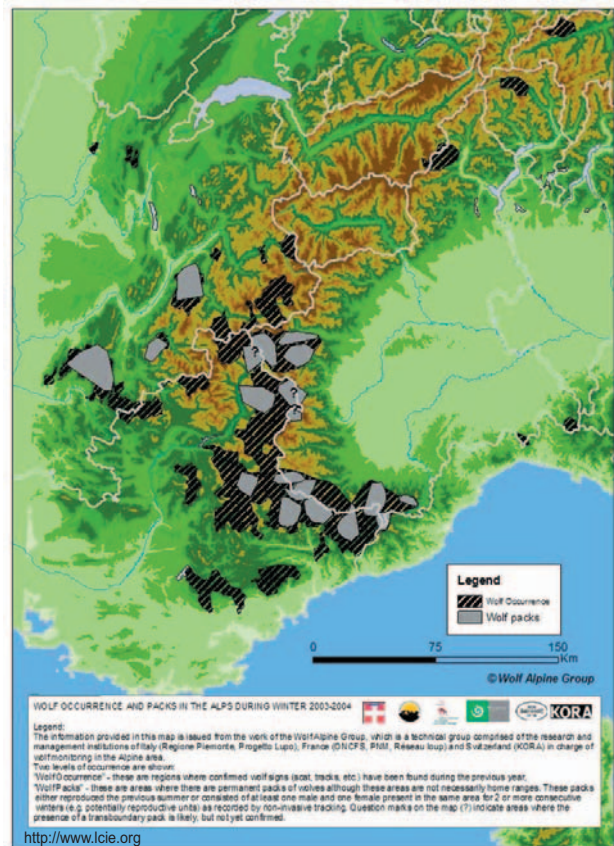 ?
?
?
Legend
Wolf Occurrence
Wolf packs
0 75 150
Km
©Wolf Alpine Group
WOLF OCCURRENCE AND PACKS IN THE ALPS DURING WINTER 2003-2004
KORA
Legend:
The information provided in this map is issued from the work of the Wolf Alpine Group, which is a technical group comprised of the research and
management institutions of Italy (Regione Piemonte, Progetto Lupo), France (ONCFS, PNM, Réseau loup) and Switzerland (KORA) in charge of
wolf monitoring in the Alpine area.
Two levels of occurrence are shown:
"Wolf Occurrence" - these are regions where confirmed wolf signs (scat, tracks, etc.) have been found during the previous year,
"Wolf Packs" - these are areas where there are permanent packs of wolves although these areas are not necessarily home ranges. These packs
either reproduced the previous summer or consisted of at least one male and one female present in the same area for 2 or more consecutive
winters (e.g. potentially reproductive units) as recorded by non-invasive tracking. Question marks on the map (?) indicate areas where the
presence of a transboundary pack is likely, but not yet confirmed.
http://www.lcie.org